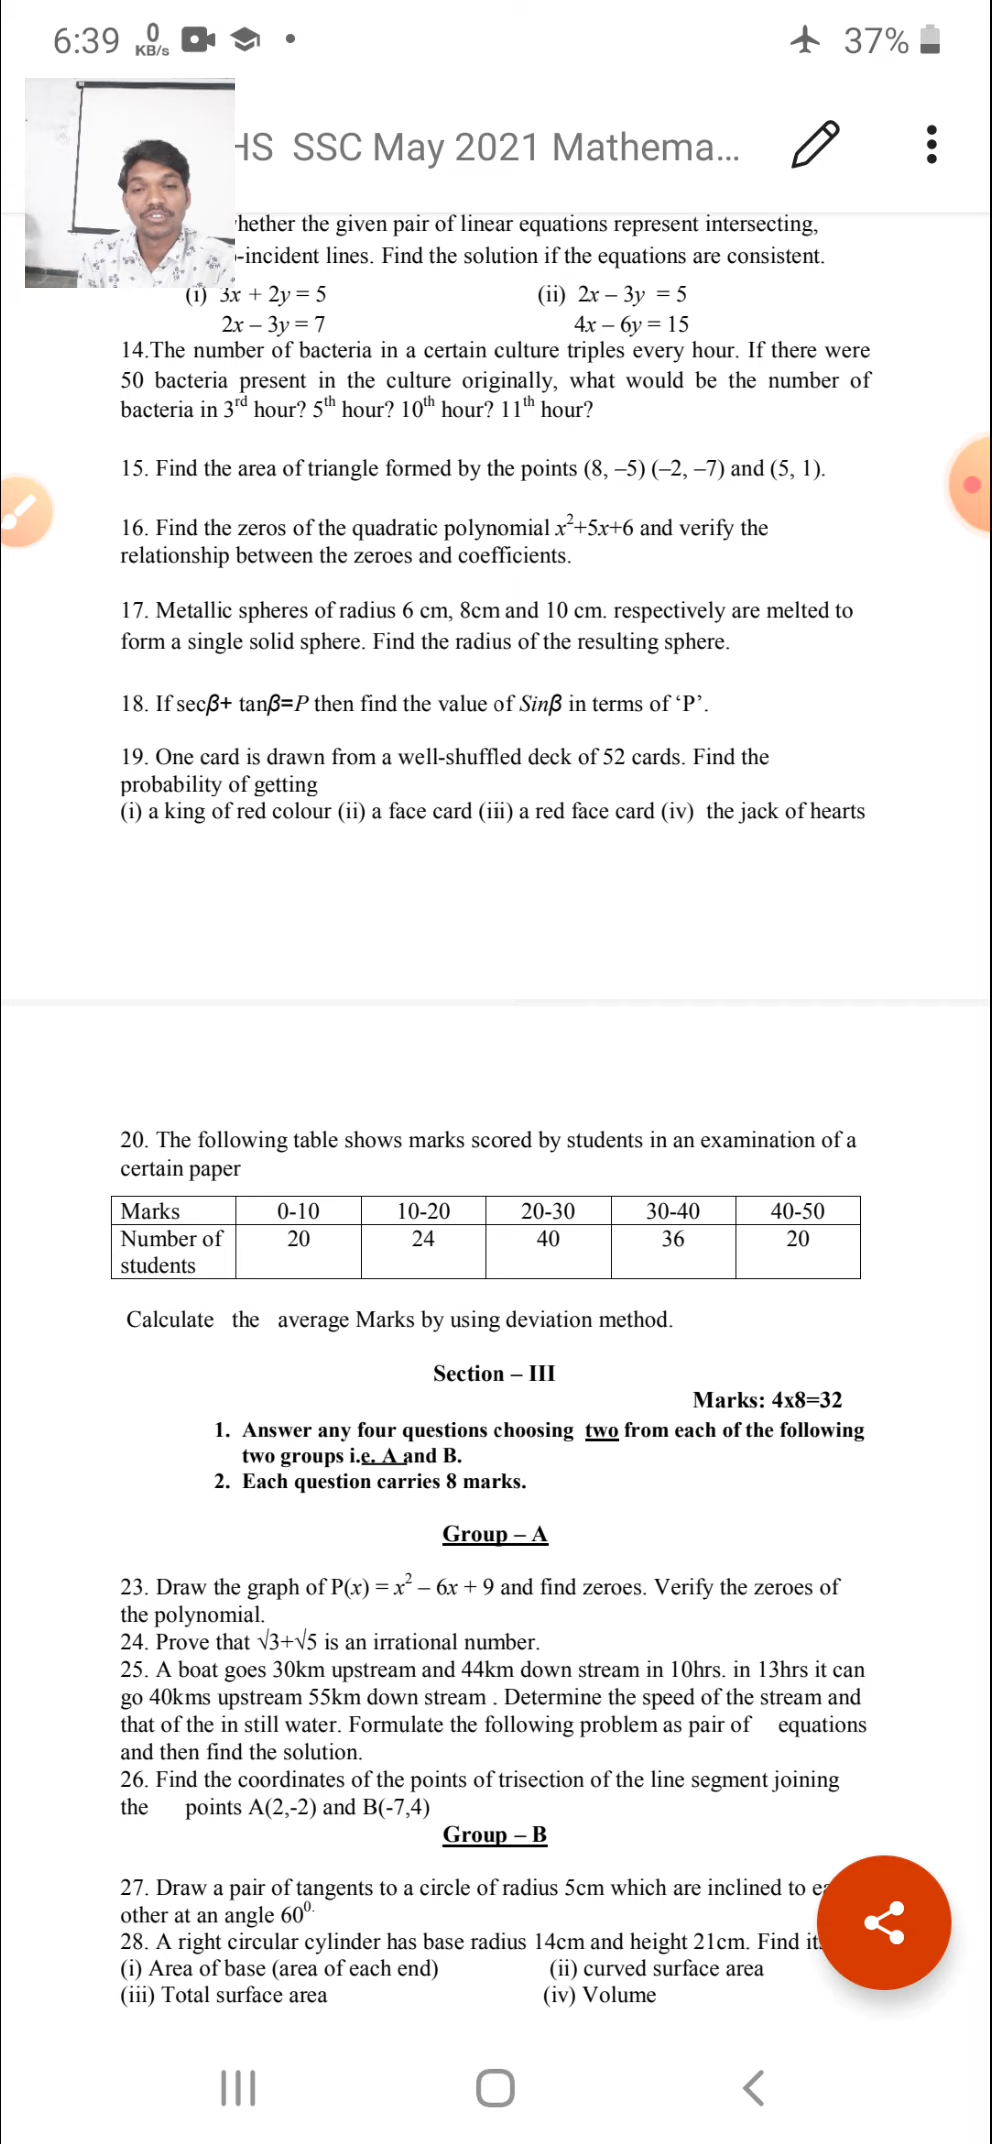 6:39 0 KB/s 37%
HS SSC May 2021 Mathema...
hether the given pair of linear equations represent intersecting,
-incident lines. Find the solution if the equations are consistent.
(i) 3x + 2y = 5 (ii) 2x – 3y = 5
2x – 3y = 7 4x – 6y = 15
14.The number of bacteria in a certain culture triples every hour. If there were
50 bacteria present in the culture originally, what would be the number of
bacteria in 3rd hour? 5th hour? 10th hour? 11th hour?
15. Find the area of triangle formed by the points (8, –5) (–2, –7) and (5, 1).
16. Find the zeros of the quadratic polynomial x²+5x+6 and verify the
relationship between the zeroes and coefficients.
17. Metallic spheres of radius 6 cm, 8cm and 10 cm. respectively are melted to
form a single solid sphere. Find the radius of the resulting sphere.
18. If secβ+ tanβ=P then find the value of Sinβ in terms of ‘P’.
19. One card is drawn from a well-shuffled deck of 52 cards. Find the
probability of getting
(i) a king of red colour (ii) a face card (iii) a red face card (iv) the jack of hearts
20. The following table shows marks scored by students in an examination of a
certain paper
Marks 0-10 10-20 20-30 30-40 40-50
Number of 20 24 40 36 20
students
Calculate the average Marks by using deviation method.
Section – III
Marks: 4x8=32
1. Answer any four questions choosing two from each of the following
two groups i.e. A and B.
2. Each question carries 8 marks.
Group – A
23. Draw the graph of P(x) = x² – 6x + 9 and find zeroes. Verify the zeroes of
the polynomial.
24. Prove that √3+√5 is an irrational number.
25. A boat goes 30km upstream and 44km down stream in 10hrs. in 13hrs it can
go 40kms upstream 55km down stream . Determine the speed of the stream and
that of the in still water. Formulate the following problem as pair of equations
and then find the solution.
26. Find the coordinates of the points of trisection of the line segment joining
the points A(2,-2) and B(-7,4)
Group – B
27. Draw a pair of tangents to a circle of radius 5cm which are inclined to ea
other at an angle 60⁰.
28. A right circular cylinder has base radius 14cm and height 21cm. Find it
(i) Area of base (area of each end) (ii) curved surface area
(iii) Total surface area (iv) Volume